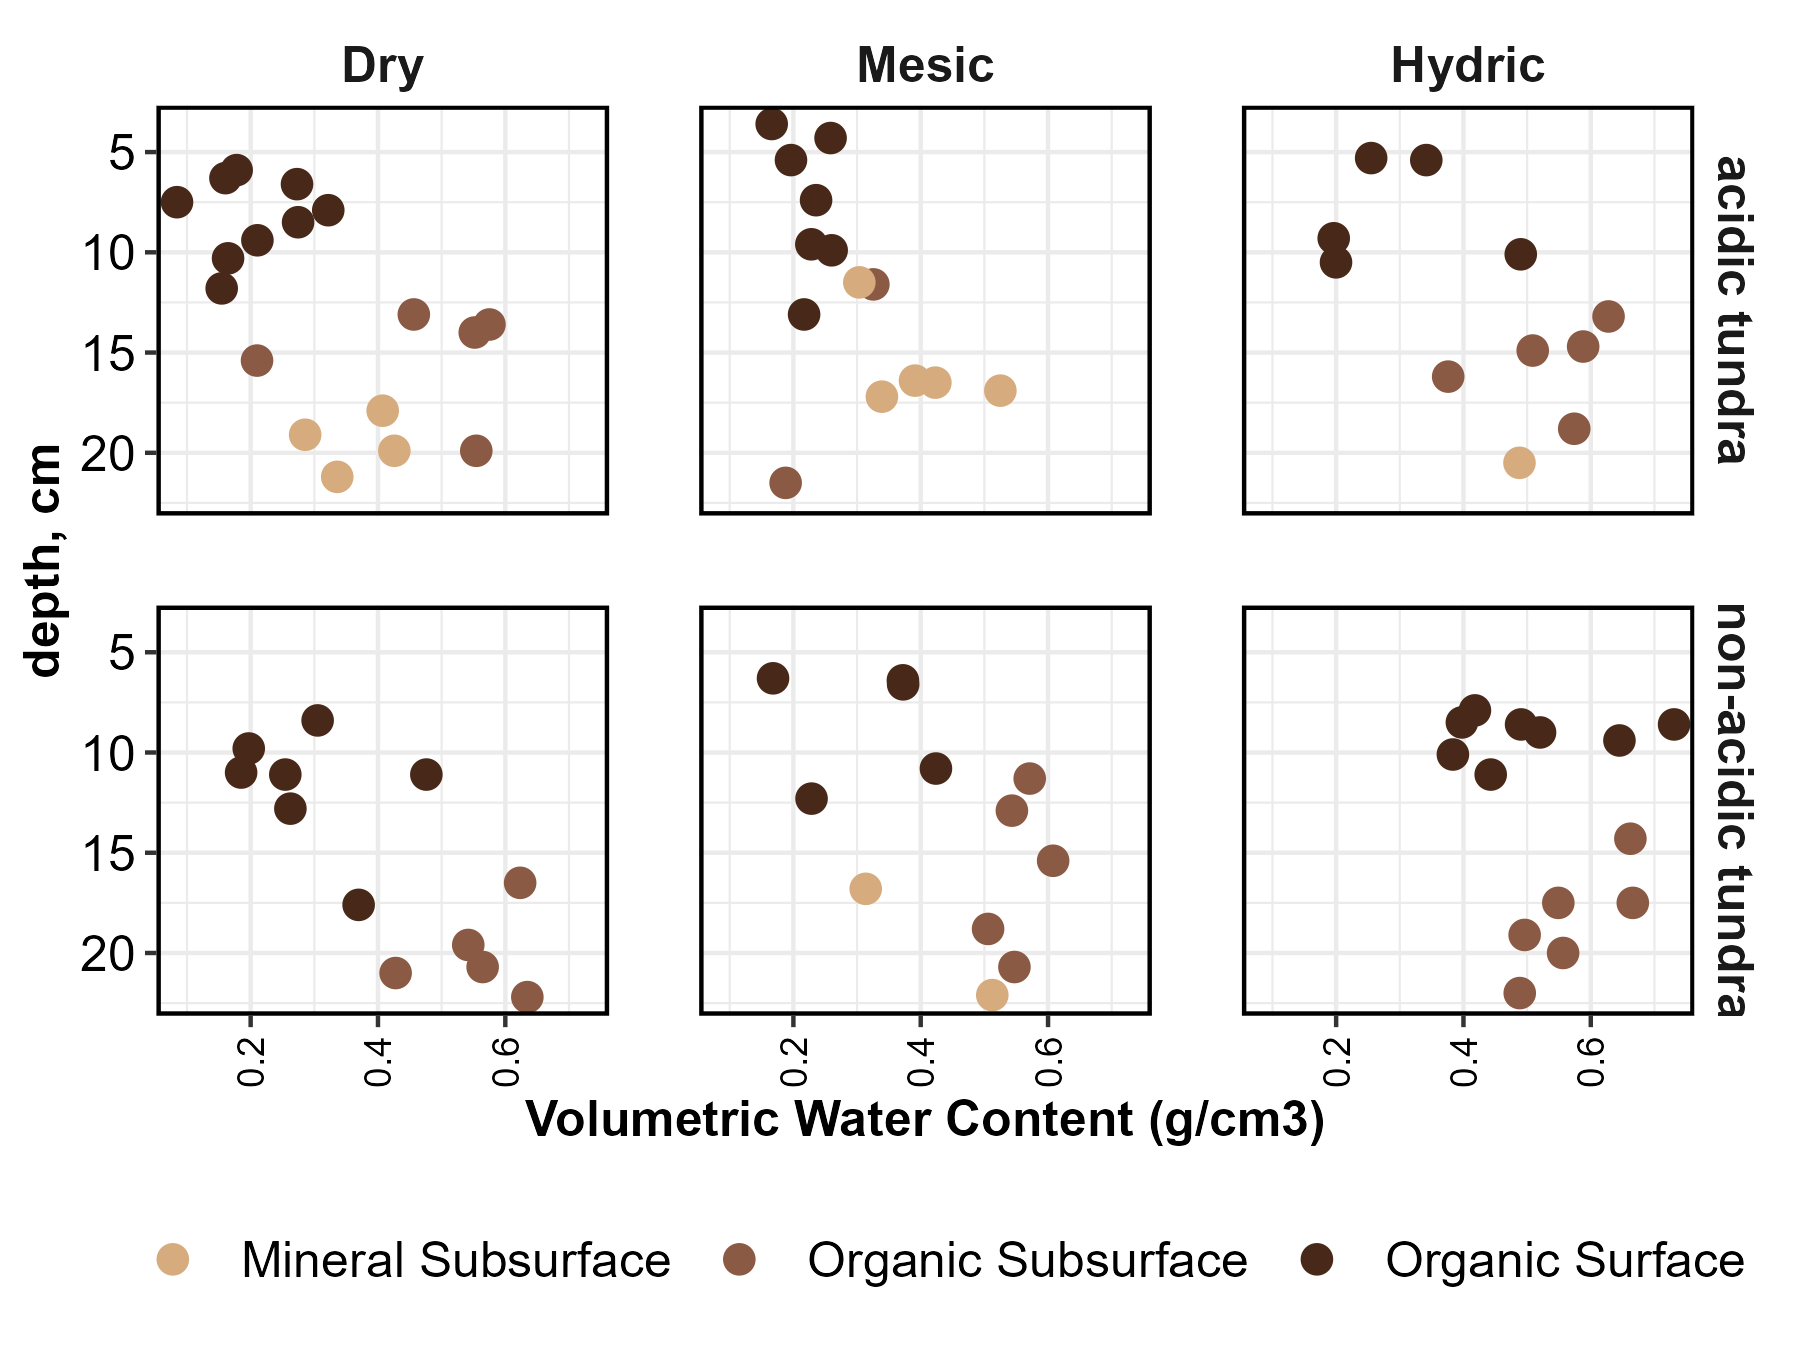 Dry Mesic Hydric
5
10
15
20
acidic tundra
depth, cm
5
10
15
20
non-acidic tundra
0.2 0.4 0.6 0.2 0.4 0.6 0.2 0.4 0.6
Volumetric Water Content (g/cm3)
Mineral Subsurface Organic Subsurface Organic Surface